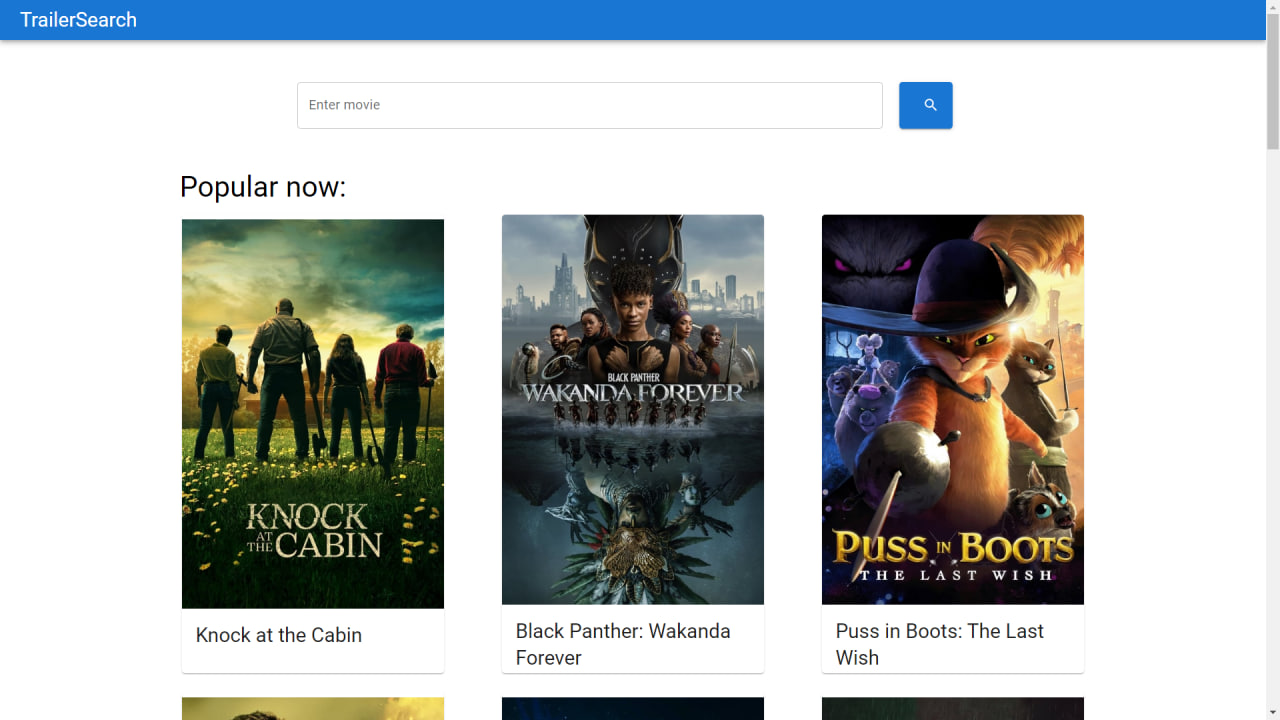 TrailerSearch
Enter movie
Popular now:
KNOCK
AT
THE CABIN
BLACK PANTHER
WAKANDA FOREVER
PUSS IN BOOTS
THE LAST WISH
Knock at the Cabin
Black Panther: Wakanda
Forever
Puss in Boots: The Last
Wish